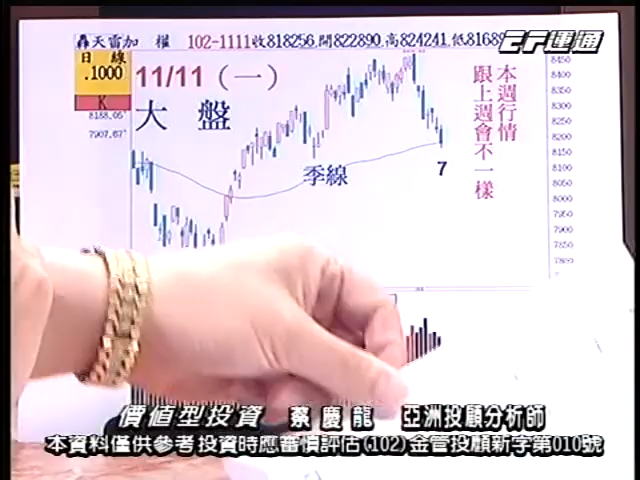 轟天雷加 權 102-1111收818256,開822890,高824241,低8168
EF運通
日 線
.1000
K
8188.05
7907.87
11/11(一)
大 盤
季線
7
本週行情
跟上週會不一樣
8450
8400
8350
8300
8250
8200
8150
8100
8050
8000
7950
7900
7850
7800
價值型投資 蔡慶龍 亞洲投顧分析師
本資料僅供參考投資時應審慎評估(102)金管投顧新字第010號